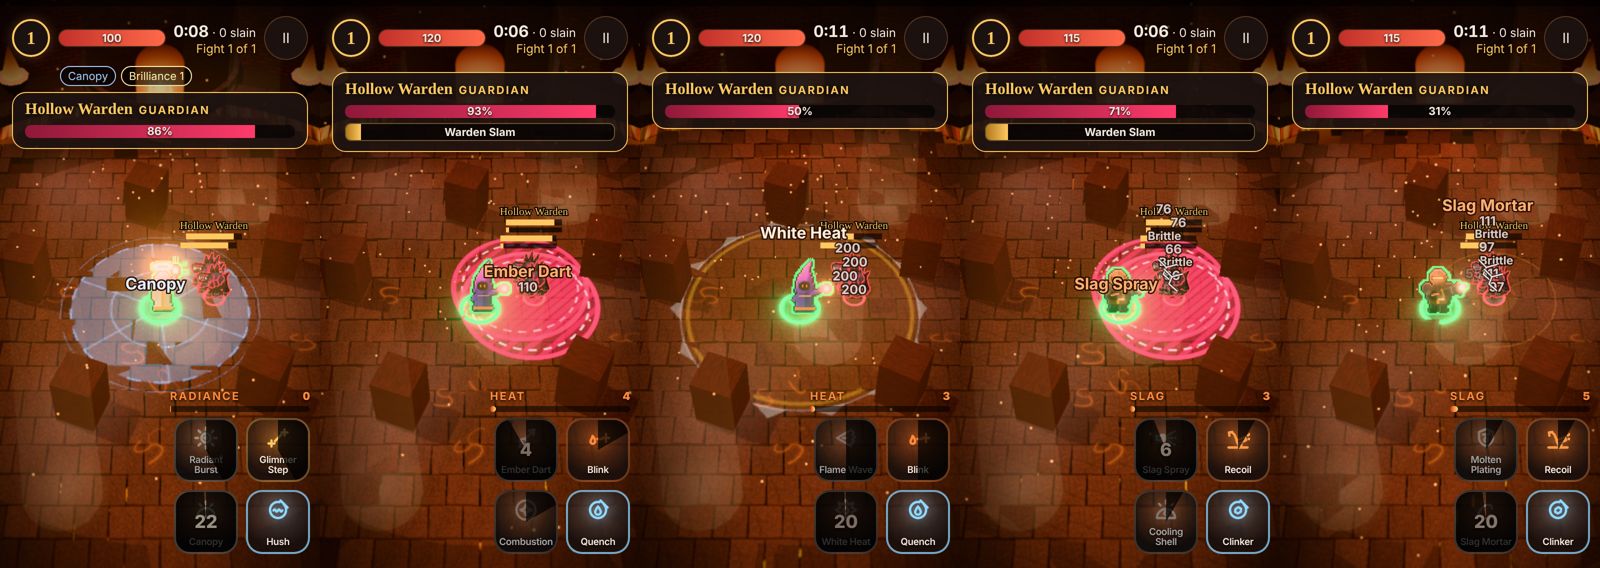 1
100
0:08 · 0 slain
Fight 1 of 1
Canopy
Brilliance 1
Hollow Warden GUARDIAN
86%
Hollow Warden
Canopy
RADIANCE 0
Radiant Burst
Glimmer Step
22
Canopy
Hush
1
120
0:06 · 0 slain
Fight 1 of 1
Hollow Warden GUARDIAN
93%
Warden Slam
Hollow Warden
Ember Dart
110
HEAT 4
4
Ember Dart
Blink
Combustion
Quench
1
120
0:11 · 0 slain
Fight 1 of 1
Hollow Warden GUARDIAN
50%
Hollow Warden
White Heat
200
200
200
200
HEAT 3
Flame Wave
Blink
20
White Heat
Quench
1
115
0:06 · 0 slain
Fight 1 of 1
Hollow Warden GUARDIAN
71%
Warden Slam
Hollow Warden
76
76
Brittle
66
Brittle
Slag Spray
SLAG 3
6
Slag Spray
Recoil
Cooling Shell
Clinker
1
115
0:11 · 0 slain
Fight 1 of 1
Hollow Warden GUARDIAN
31%
Slag Mortar
111
Hollow Warden
Brittle
97
Brittle
SLAG 5
Molten Plating
Recoil
20
Slag Mortar
Clinker